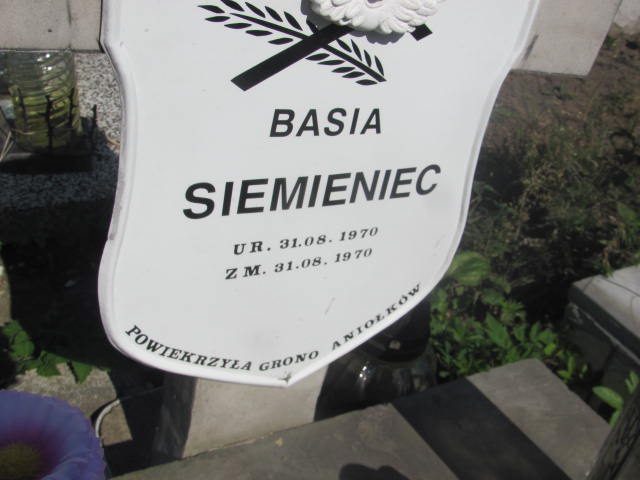 BASIA
SIEMIENIEC
UR. 31.08. 1970
ZM. 31.08. 1970
POWIEKRZYŁA GRONO ANIOŁKÓW